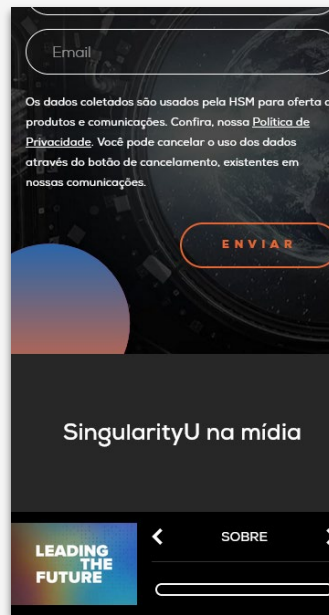 Email
Os dados coletados são usados pela HSM para oferta d
produtos e comunicações. Confira, nossa Política de
Privacidade. Você pode cancelar o uso dos dados
através do botão de cancelamento, existentes em
nossas comunicações.
ENVIAR
SingularityU na mídia
LEADING
THE
FUTURE
SOBRE